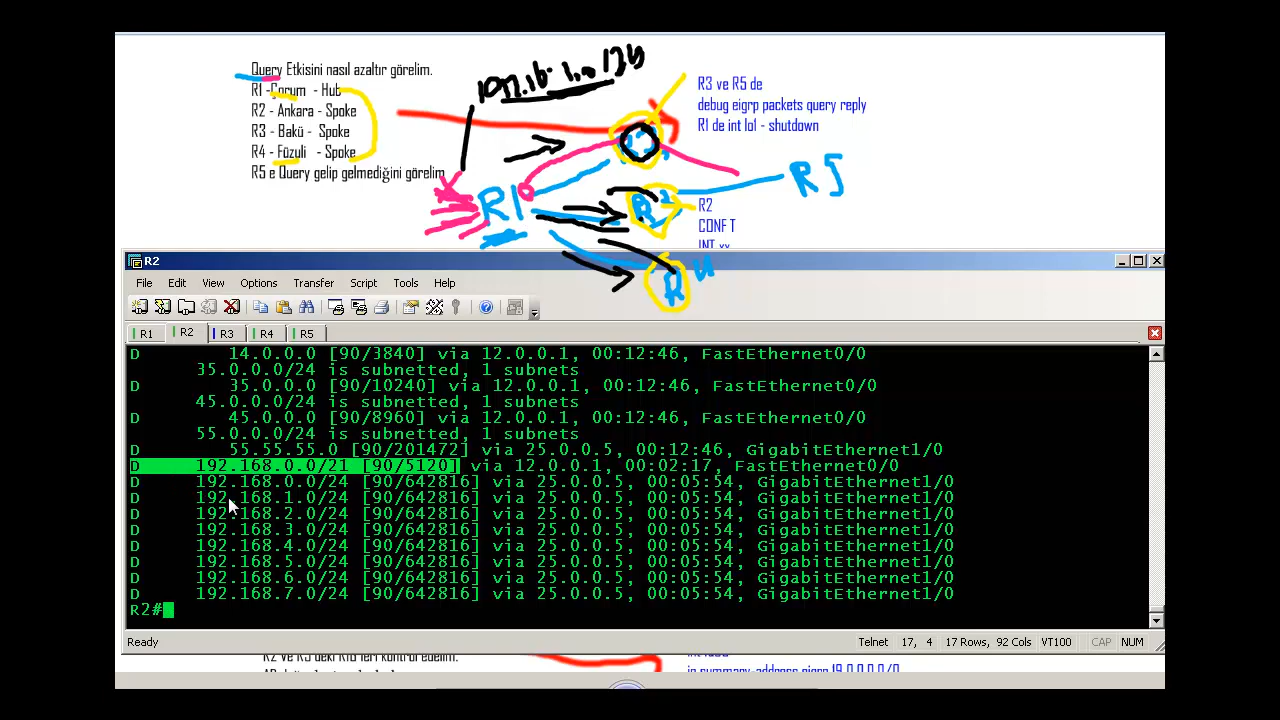 Query Etkisini nasıl azaltır görelim.
R1 -Çorum - Hub
R2 - Ankara - Spoke
R3 - Bakü - Spoke
R4 - Füzuli - Spoke
R5 e Query gelip gelmediğini görelim
R3 ve R5 de
debug eigrp packets query reply
R1 de int lo1 - shutdown
R1
R2
R5
R
4
R2
CONF T
INT xx
R2
File Edit View Options Transfer Script Tools Help
R1 R2 R3 R4 R5
D 14.0.0.0 [90/3840] via 12.0.0.1, 00:12:46, FastEthernet0/0
35.0.0.0/24 is subnetted, 1 subnets
D 35.0.0.0 [90/10240] via 12.0.0.1, 00:12:46, FastEthernet0/0
45.0.0.0/24 is subnetted, 1 subnets
D 45.0.0.0 [90/8960] via 12.0.0.1, 00:12:46, FastEthernet0/0
55.0.0.0/24 is subnetted, 1 subnets
D 55.55.55.0 [90/201472] via 25.0.0.5, 00:12:46, GigabitEthernet1/0
D 192.168.0.0/21 [90/5120] via 12.0.0.1, 00:02:17, FastEthernet0/0
D 192.168.0.0/24 [90/642816] via 25.0.0.5, 00:05:54, GigabitEthernet1/0
D 192.168.1.0/24 [90/642816] via 25.0.0.5, 00:05:54, GigabitEthernet1/0
D 192.168.2.0/24 [90/642816] via 25.0.0.5, 00:05:54, GigabitEthernet1/0
D 192.168.3.0/24 [90/642816] via 25.0.0.5, 00:05:54, GigabitEthernet1/0
D 192.168.4.0/24 [90/642816] via 25.0.0.5, 00:05:54, GigabitEthernet1/0
D 192.168.5.0/24 [90/642816] via 25.0.0.5, 00:05:54, GigabitEthernet1/0
D 192.168.6.0/24 [90/642816] via 25.0.0.5, 00:05:54, GigabitEthernet1/0
D 192.168.7.0/24 [90/642816] via 25.0.0.5, 00:05:54, GigabitEthernet1/0
R2#
Ready Telnet 17, 4 17 Rows, 92 Cols VT100 CAP NUM